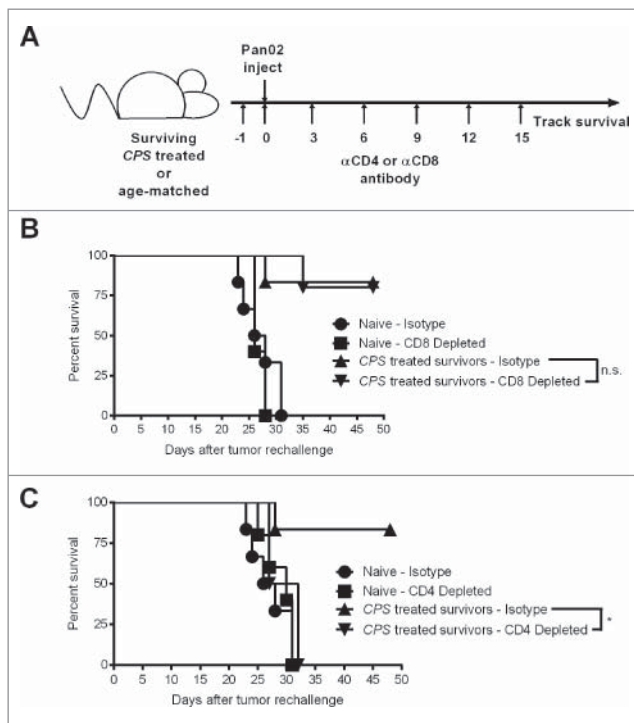 A
Pan02
inject
-1 0 3 6 9 12 15
Track survival
Surviving
CPS treated
or
age-matched
αCD4 or αCD8
antibody
B
Percent survival
100
75
50
25
0
0 5 10 15 20 25 30 35 40 45 50
Days after tumor rechallenge
Naive - Isotype
Naive - CD8 Depleted
CPS treated survivors - Isotype
CPS treated survivors - CD8 Depleted
n.s.
C
Percent survival
100
75
50
25
0
0 5 10 15 20 25 30 35 40 45 50
Days after tumor rechallenge
Naive - Isotype
Naive - CD4 Depleted
CPS treated survivors - Isotype
CPS treated survivors - CD4 Depleted
*